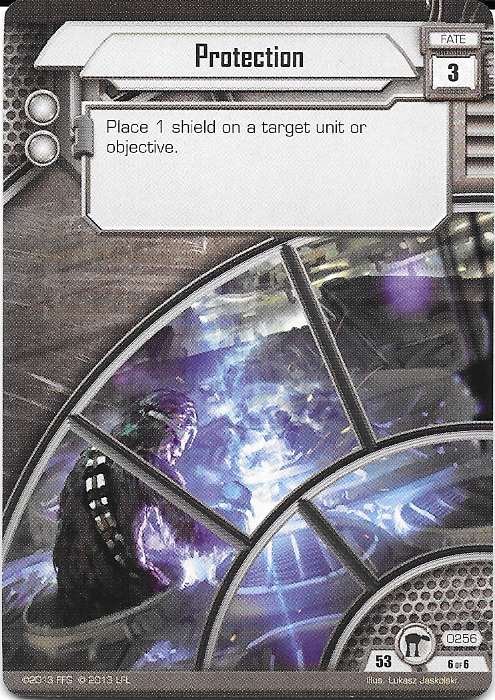 Protection
FATE
3
Place 1 shield on a target unit or
objective.
0256
53
6 OF 6
©2013 FFG © 2013 LFL
Illus. Lukasz Jaskolski